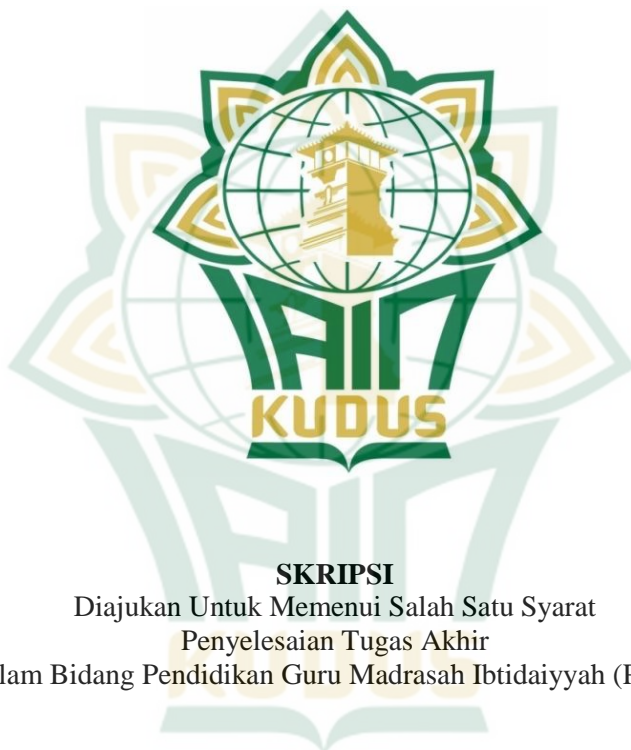 IAIN
KUDUS
SKRIPSI
Diajukan Untuk Memenui Salah Satu Syarat
Penyelesaian Tugas Akhir
Bidang Pendidikan Guru Madrasah Ibtidaiyyah